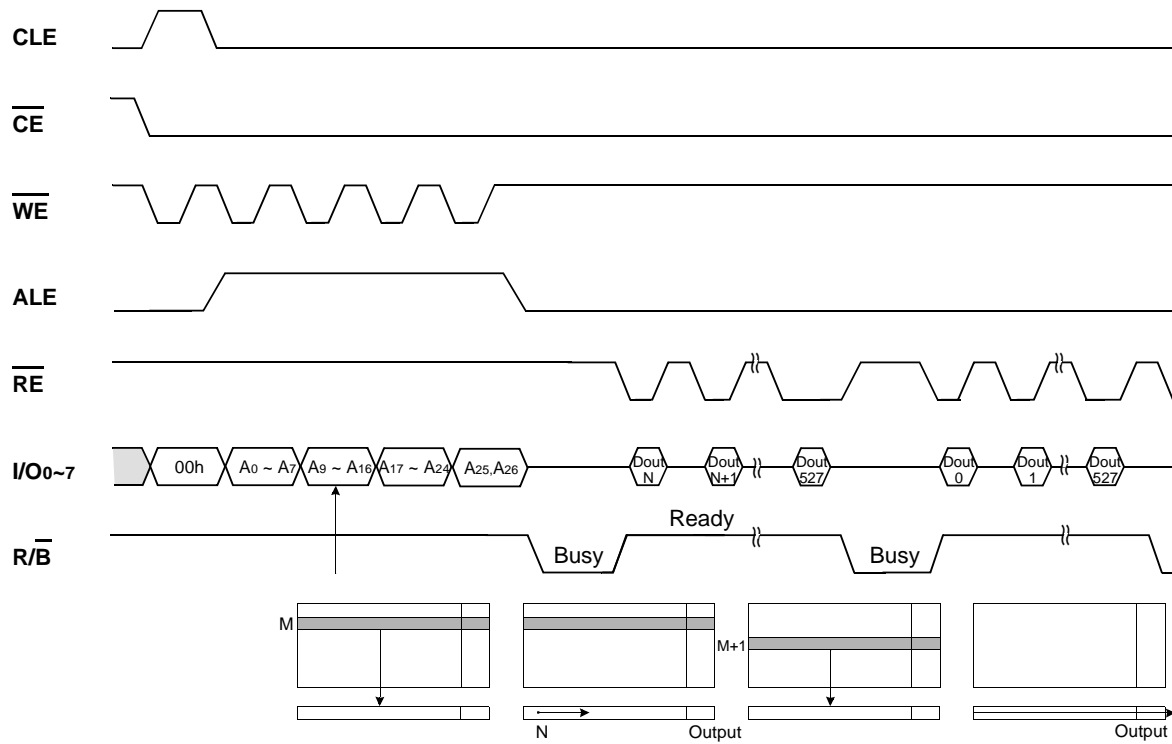 CLE
CE
WE
ALE
RE
I/O0~7 00h A0 ~ A7 A9 ~ A16 A17 ~ A24 A25,A26 Dout N Dout N+1 Dout 527 Dout 0 Dout 1 Dout 527
R/B Busy Ready Busy
M M+1
N Output Output